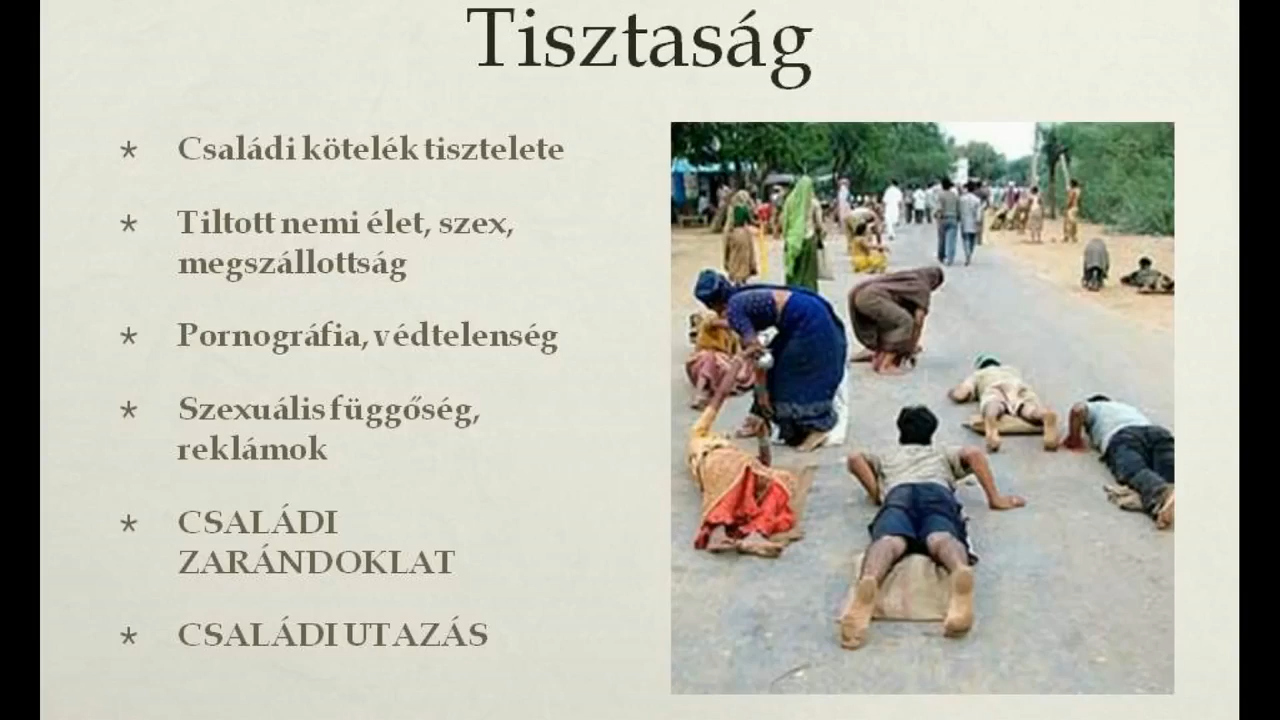 Tisztaság
* Családi kötelék tisztelete
* Tiltott nemi élet, szex,
megszállottság
* Pornográfia, védtelenség
* Szexuális függőség,
reklámok
* CSALÁDI
ZARÁNDOKLAT
* CSALÁDI UTAZÁS